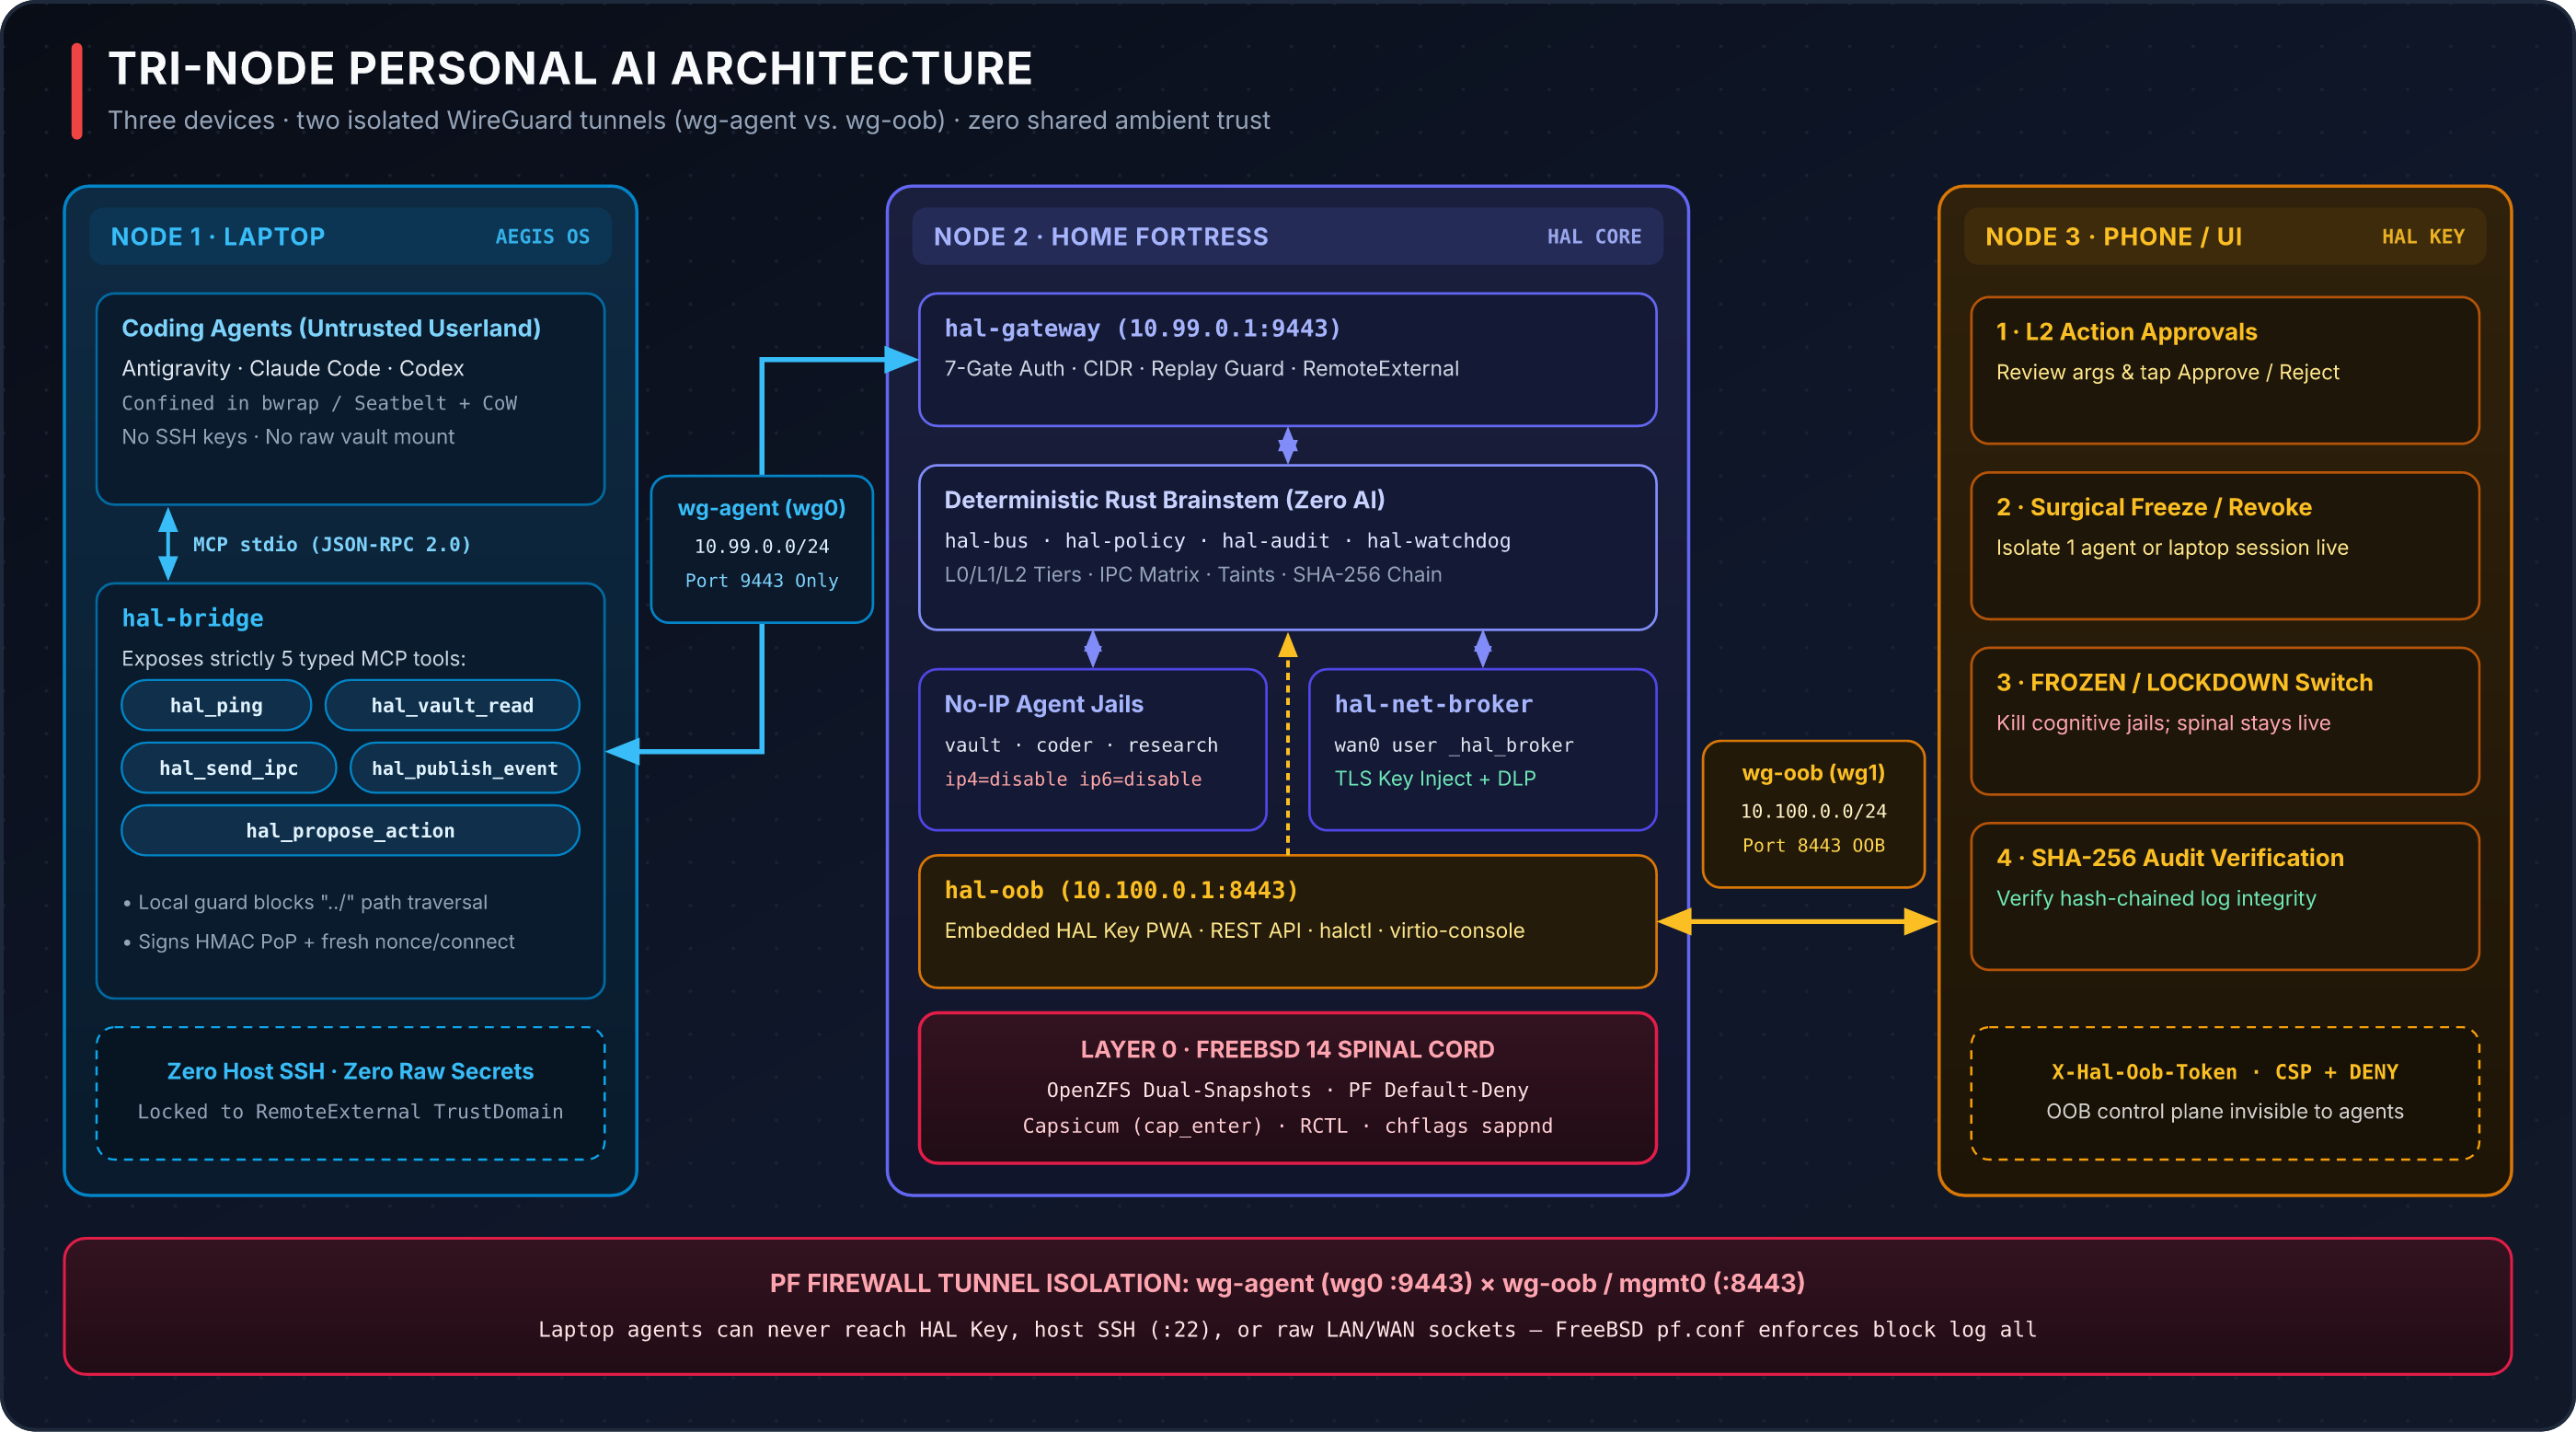 TRI-NODE PERSONAL AI ARCHITECTURE
Three devices · two isolated WireGuard tunnels (wg-agent vs. wg-oob) · zero shared ambient trust
NODE 1 · LAPTOP
AEGIS OS
Coding Agents (Untrusted Userland)
Antigravity · Claude Code · Codex
Confined in bwrap / Seatbelt + CoW
No SSH keys · No raw vault mount
MCP stdio (JSON-RPC 2.0)
hal-bridge
Exposes strictly 5 typed MCP tools:
hal_ping
hal_vault_read
hal_send_ipc
hal_publish_event
hal_propose_action
• Local guard blocks "../" path traversal
• Signs HMAC PoP + fresh nonce/connect
Zero Host SSH · Zero Raw Secrets
Locked to RemoteExternal TrustDomain
wg-agent (wg0)
10.99.0.0/24
Port 9443 Only
NODE 2 · HOME FORTRESS
HAL CORE
hal-gateway (10.99.0.1:9443)
7-Gate Auth · CIDR · Replay Guard · RemoteExternal
Deterministic Rust Brainstem (Zero AI)
hal-bus · hal-policy · hal-audit · hal-watchdog
L0/L1/L2 Tiers · IPC Matrix · Taints · SHA-256 Chain
No-IP Agent Jails
vault · coder · research
ip4=disable ip6=disable
hal-net-broker
wan0 user _hal_broker
TLS Key Inject + DLP
hal-oob (10.100.0.1:8443)
Embedded HAL Key PWA · REST API · halctl · virtio-console
LAYER 0 · FREEBSD 14 SPINAL CORD
OpenZFS Dual-Snapshots · PF Default-Deny
Capsicum (cap_enter) · RCTL · chflags sappnd
wg-oob (wg1)
10.100.0.0/24
Port 8443 OOB
NODE 3 · PHONE / UI
HAL KEY
1 · L2 Action Approvals
Review args & tap Approve / Reject
2 · Surgical Freeze / Revoke
Isolate 1 agent or laptop session live
3 · FROZEN / LOCKDOWN Switch
Kill cognitive jails; spinal stays live
4 · SHA-256 Audit Verification
Verify hash-chained log integrity
X-Hal-Oob-Token · CSP + DENY
OOB control plane invisible to agents
PF FIREWALL TUNNEL ISOLATION: wg-agent (wg0 :9443) × wg-oob / mgmt0 (:8443)
Laptop agents can never reach HAL Key, host SSH (:22), or raw LAN/WAN sockets — FreeBSD pf.conf enforces block log all